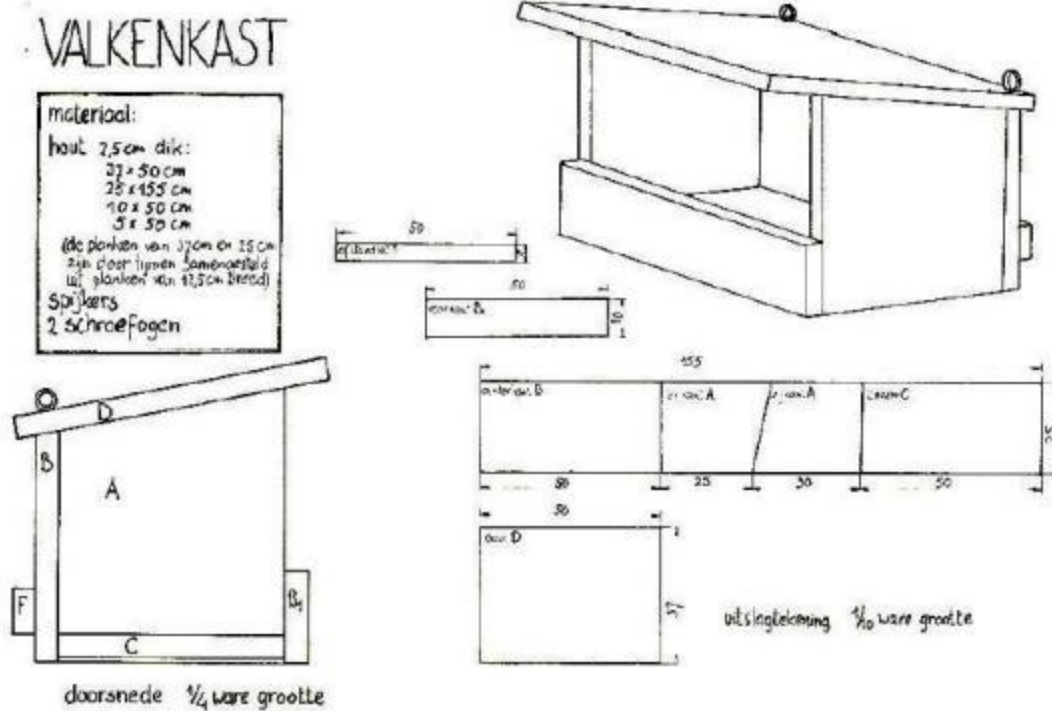 VALKENKAST
materiaal:
hout 2,5cm dik:
37 x 50 cm
25 x 155 cm
10 x 50 cm
5 x 50 cm
(de planken van 37cm en 25 cm
zijn door lijmen samengesteld
uit planken van 12,5 cm breed)
spijkers
2 schroefogen
50
50
10
155
B
A
A
C
25
50
25
30
50
50
dak D
37
uitslagtekening 1/10 ware grootte
D
B
A
F
B1
C
doorsnede 1/4 ware grootte